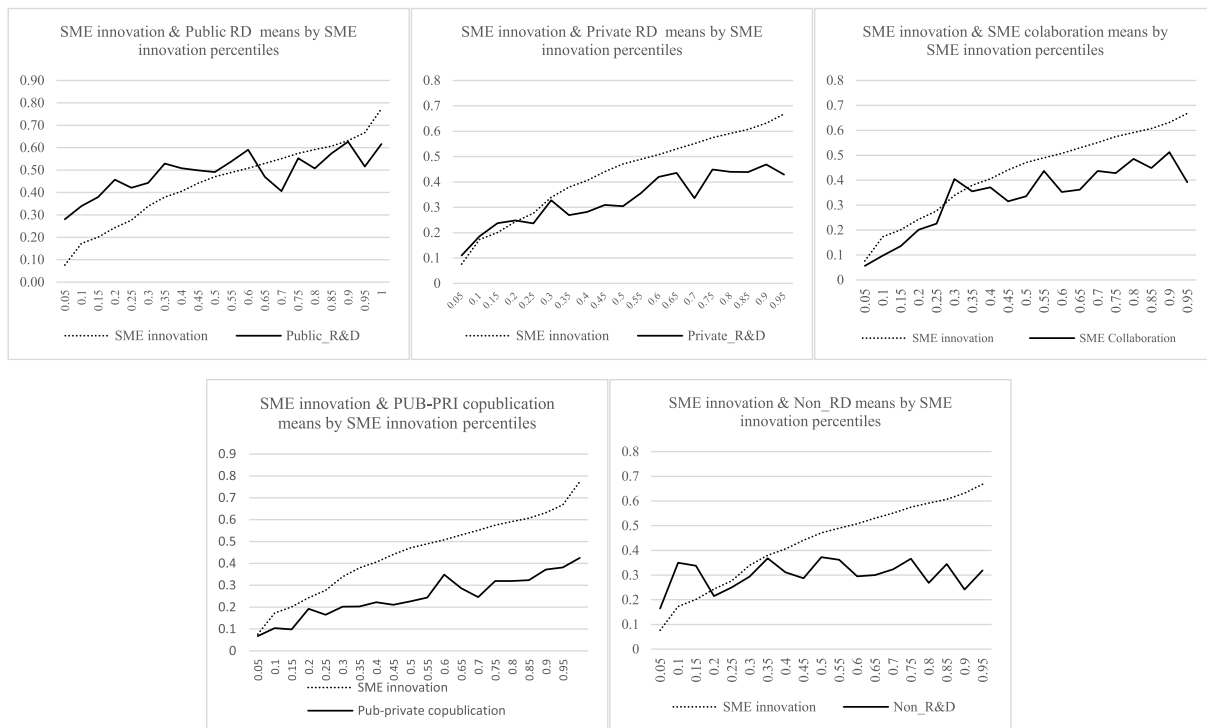 SME innovation & Public RD means by SME
innovation percentiles
0.90
0.80
0.70
0.60
0.50
0.40
0.30
0.20
0.10
0.00
0.05 0.1 0.15 0.2 0.25 0.3 0.35 0.4 0.45 0.5 0.55 0.6 0.65 0.7 0.75 0.8 0.85 0.9 0.95 1
SME innovation Public_R&D
SME innovation & Private RD means by SME
innovation percentiles
0.8
0.7
0.6
0.5
0.4
0.3
0.2
0.1
0
0.05 0.1 0.15 0.2 0.25 0.3 0.35 0.4 0.45 0.5 0.55 0.6 0.65 0.7 0.75 0.8 0.85 0.9 0.95
SME innovation Private_R&D
SME innovation & SME colaboration means by
SME innovation percentiles
0.8
0.7
0.6
0.5
0.4
0.3
0.2
0.1
0
0.05 0.1 0.15 0.2 0.25 0.3 0.35 0.4 0.45 0.5 0.55 0.6 0.65 0.7 0.75 0.8 0.85 0.9 0.95
SME innovation SME Collaboration
SME innovation & PUB-PRI copublication
means by SME innovation percentiles
0.9
0.8
0.7
0.6
0.5
0.4
0.3
0.2
0.1
0
0.05 0.1 0.15 0.2 0.25 0.3 0.35 0.4 0.45 0.5 0.55 0.6 0.65 0.7 0.75 0.8 0.85 0.9 0.95
SME innovation
Pub-private copublication
SME innovation & Non_RD means by SME
innovation percentiles
0.8
0.7
0.6
0.5
0.4
0.3
0.2
0.1
0
0.05 0.1 0.15 0.2 0.25 0.3 0.35 0.4 0.45 0.5 0.55 0.6 0.65 0.7 0.75 0.8 0.85 0.9 0.95
SME innovation Non_R&D